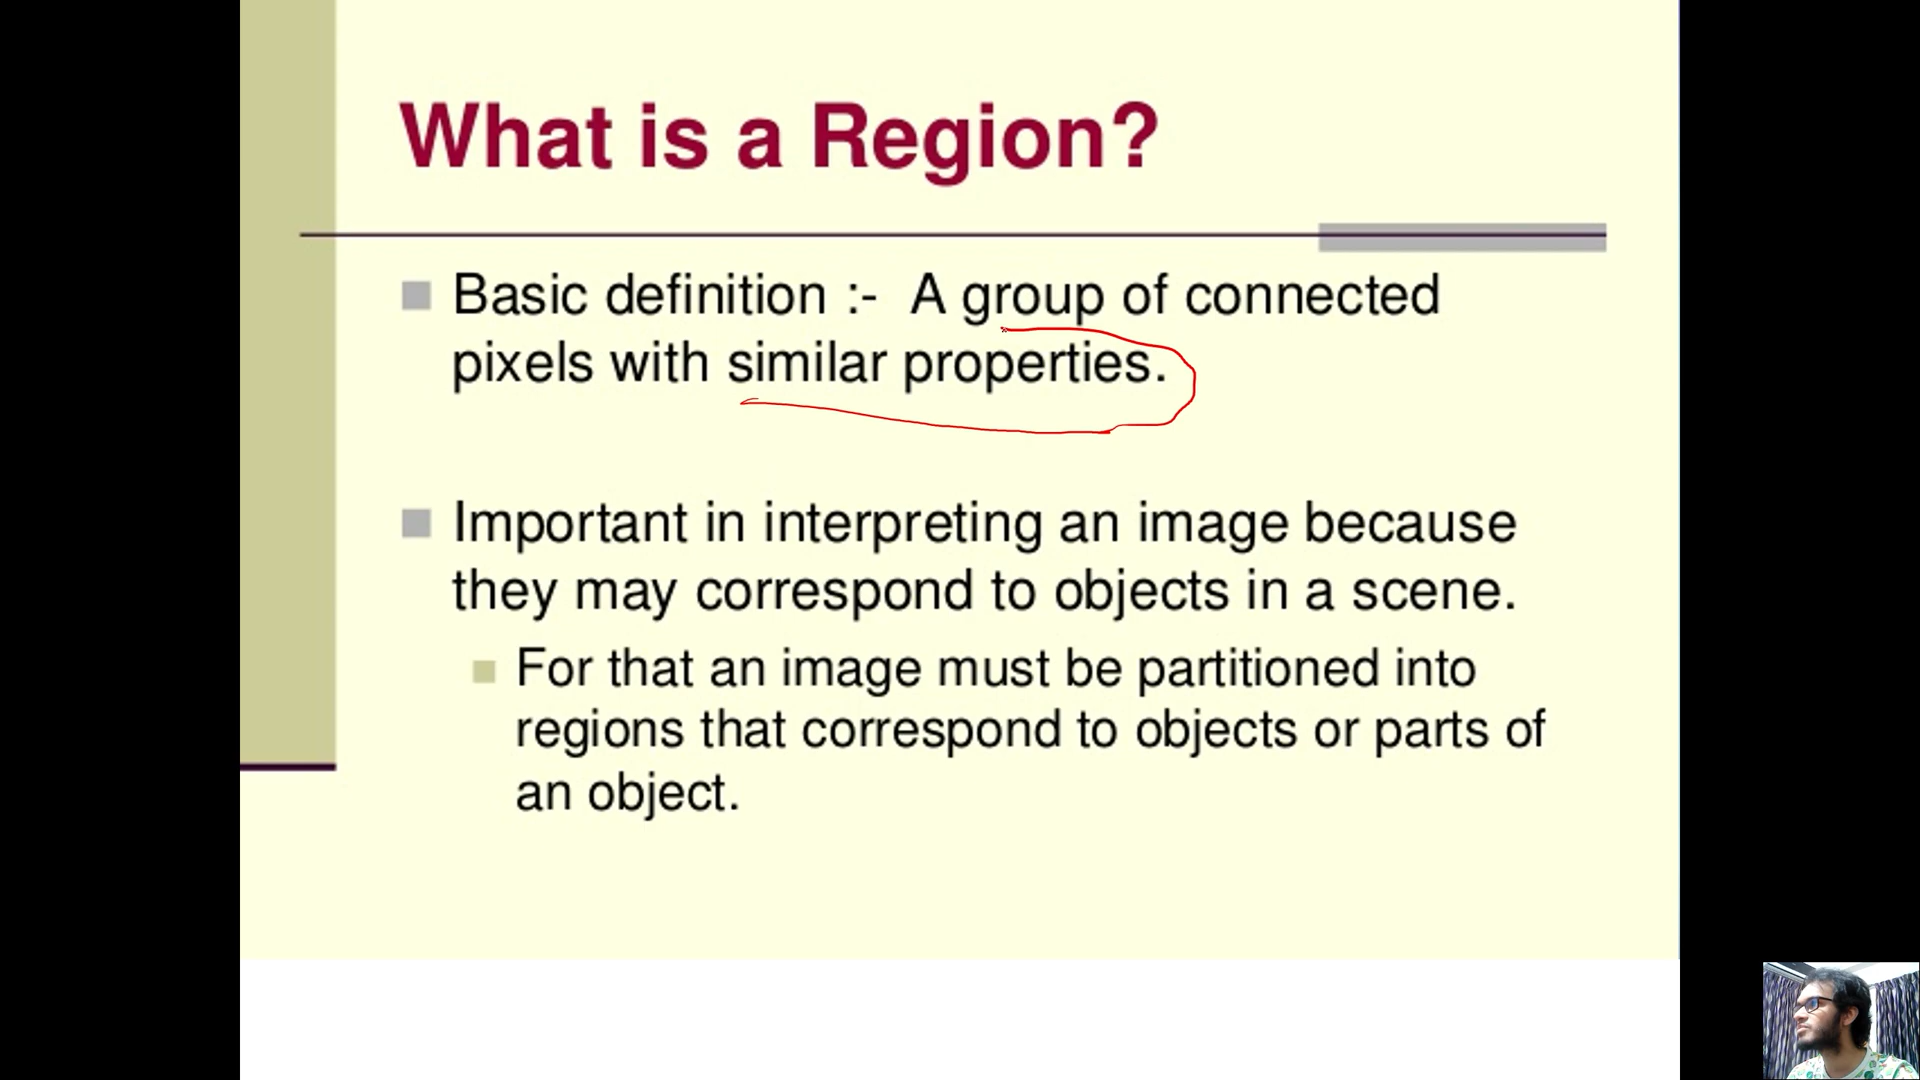 What is a Region?
Basic definition :- A group of connected
pixels with similar properties.
Important in interpreting an image because
they may correspond to objects in a scene.
For that an image must be partitioned into
regions that correspond to objects or parts of
an object.